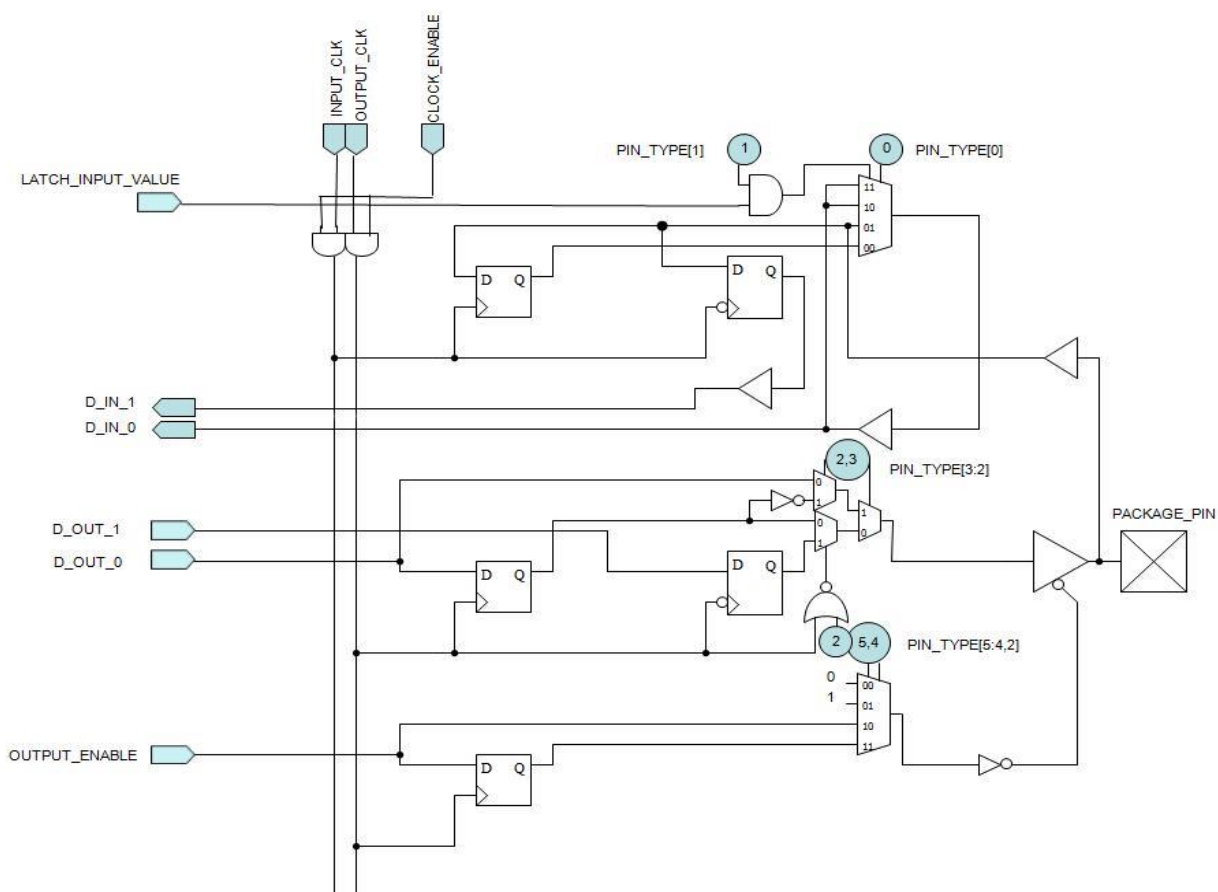 INPUT_CLK
OUTPUT_CLK
CLOCK_ENABLE
PIN_TYPE[1]
1
0
PIN_TYPE[0]
LATCH_INPUT_VALUE
11
10
01
00
D Q
D Q
D_IN_1
D_IN_0
2,3
PIN_TYPE[3:2]
0
1
1
0
0
1
D_OUT_1
D_OUT_0
PACKAGE_PIN
D Q
D Q
2
5,4
PIN_TYPE[5:4,2]
0
1
00
01
10
11
OUTPUT_ENABLE
D Q